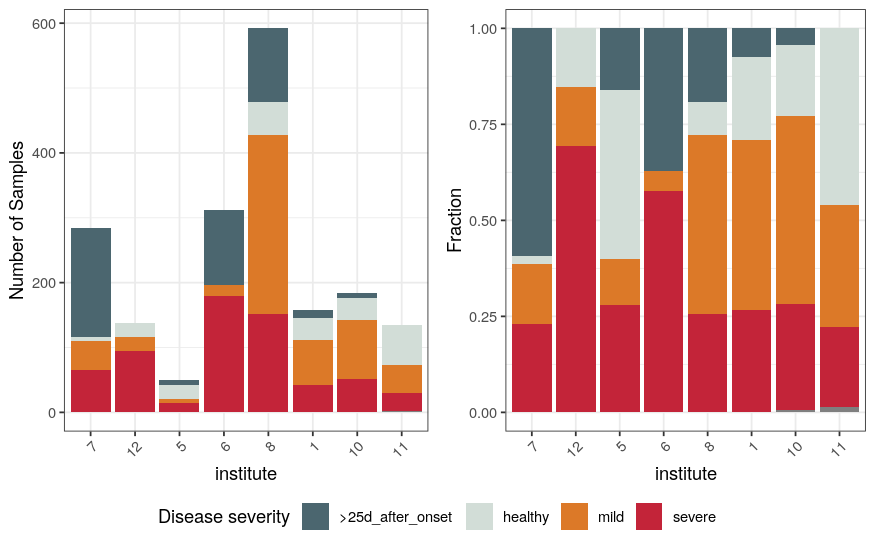 Number of Samples
600
400
200
0
7 12 5 6 8 1 10 11
institute
Fraction
1.00
0.75
0.50
0.25
0.00
7 12 5 6 8 1 10 11
institute
Disease severity >25d_after_onset healthy mild severe